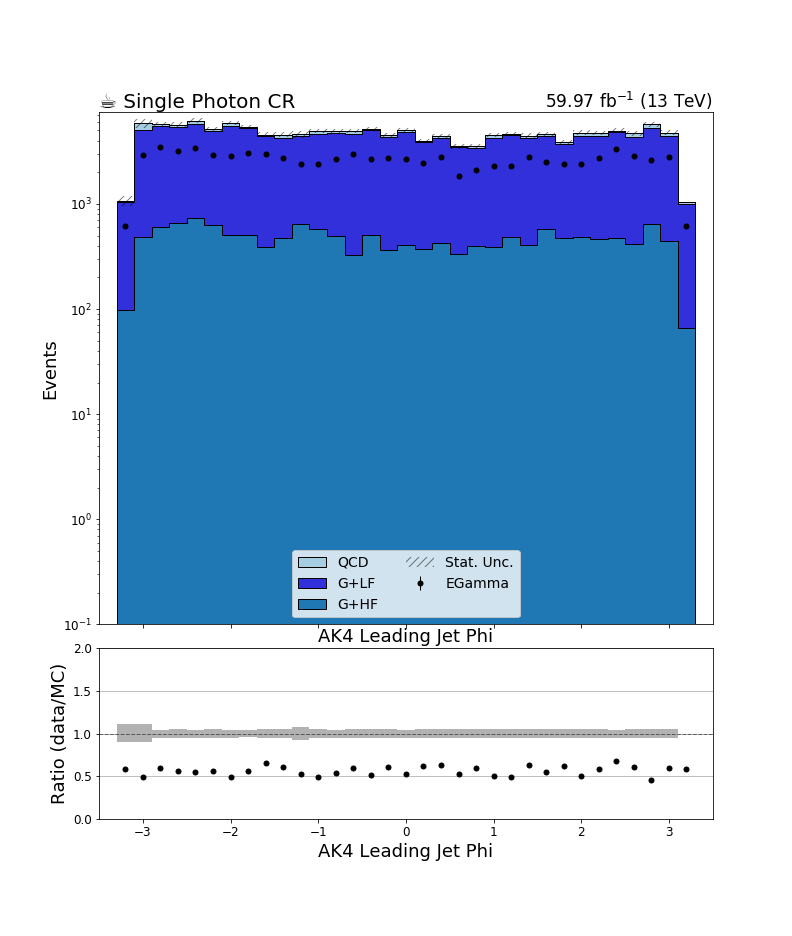 ☕ Single Photon CR
59.97 fb⁻¹ (13 TeV)
Events
10³
10²
10¹
10⁰
10⁻¹
QCD
G+LF
G+HF
Stat. Unc.
EGamma
AK4 Leading Jet Phi
Ratio (data/MC)
2.0
1.5
1.0
0.5
0.0
−3 −2 −1 0 1 2 3
AK4 Leading Jet Phi